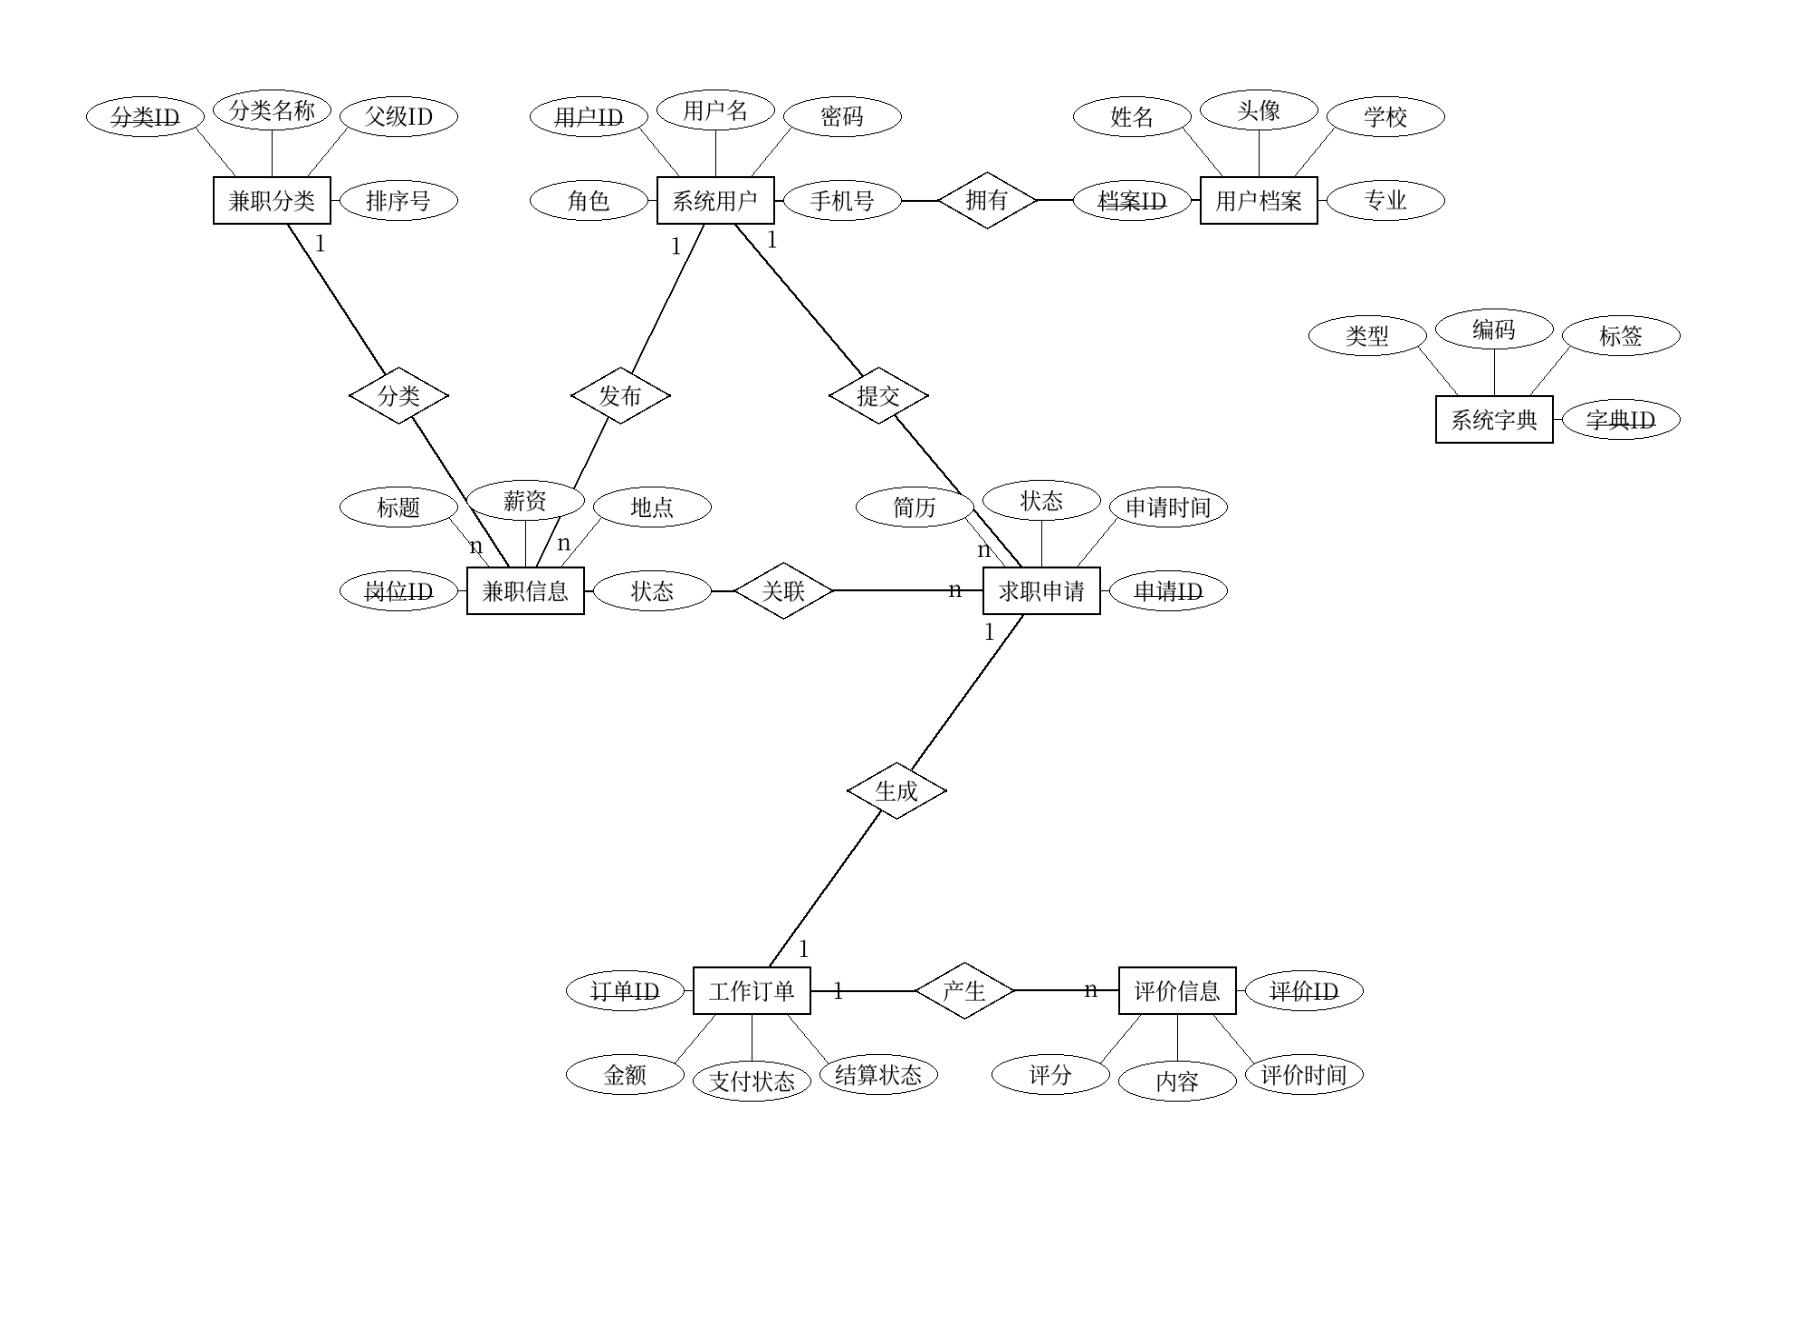 分类ID
分类名称
父级ID
用户ID
用户名
密码
姓名
头像
学校
兼职分类
排序号
角色
系统用户
手机号
拥有
档案ID
用户档案
专业
1
1
1
类型
编码
标签
分类
发布
提交
系统字典
字典ID
标题
薪资
地点
简历
状态
申请时间
n
n
n
岗位ID
兼职信息
状态
关联
n
求职申请
申请ID
1
生成
1
订单ID
工作订单
1
产生
n
评价信息
评价ID
金额
支付状态
结算状态
评分
内容
评价时间